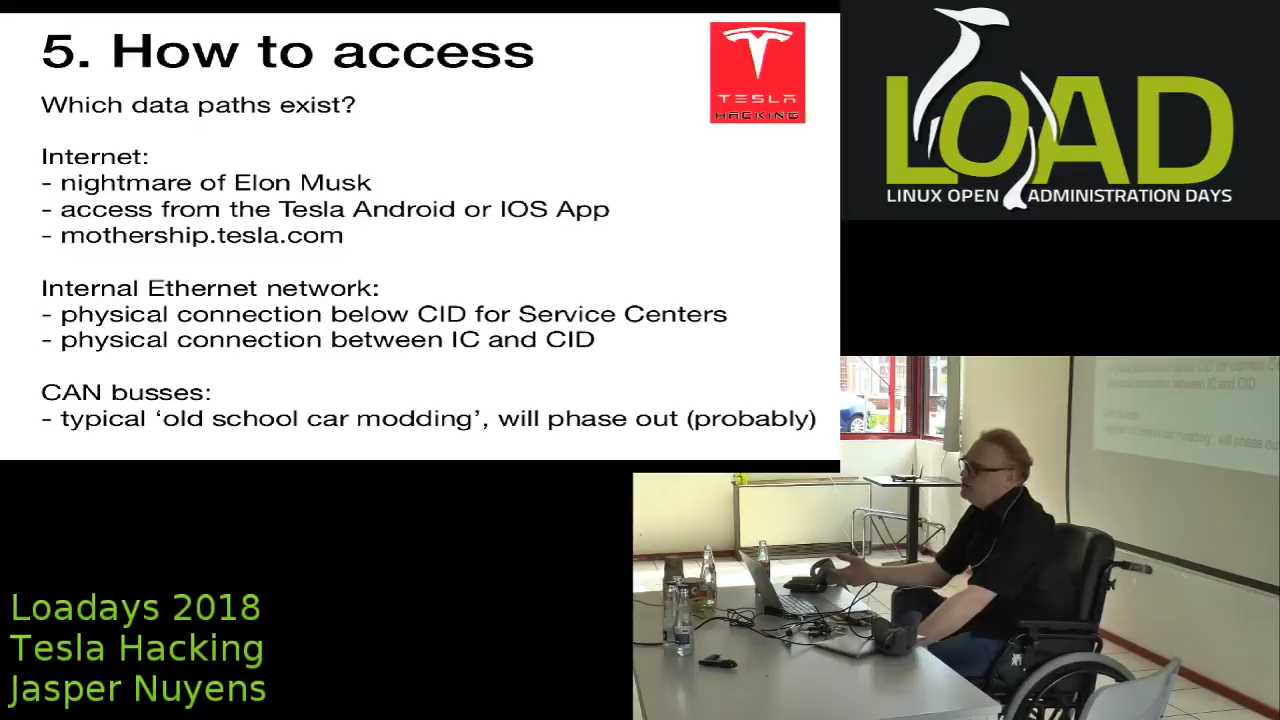 5. How to access
TESLA
HACKING
Which data paths exist?
Internet:
- nightmare of Elon Musk
- access from the Tesla Android or IOS App
- mothership.tesla.com
Internal Ethernet network:
- physical connection below CID for Service Centers
- physical connection between IC and CID
CAN busses:
- typical ‘old school car modding’, will phase out (probably)
LOAD
LINUX OPEN ADMINISTRATION DAYS
Loadays 2018
Tesla Hacking
Jasper Nuyens